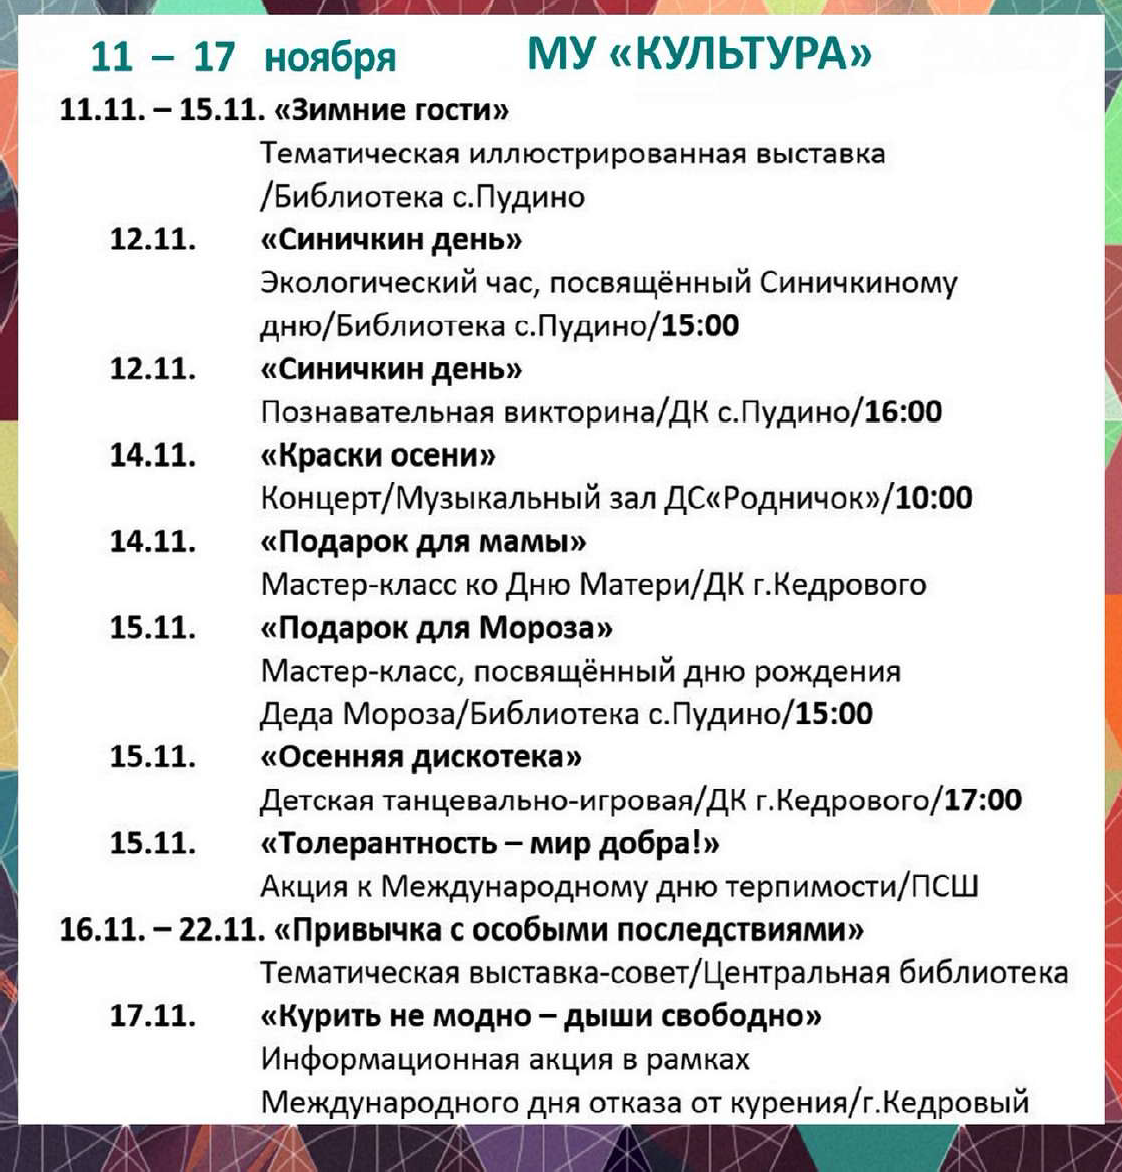 11 – 17 ноября МУ «КУЛЬТУРА»
11.11. – 15.11. «Зимние гости»
Тематическая иллюстрированная выставка
/Библиотека с.Пудино
12.11. «Синичкин день»
Экологический час, посвящённый Синичкиному
дню/Библиотека с.Пудино/15:00
12.11. «Синичкин день»
Познавательная викторина/ДК с.Пудино/16:00
14.11. «Краски осени»
Концерт/Музыкальный зал ДС«Родничок»/10:00
14.11. «Подарок для мамы»
Мастер-класс ко Дню Матери/ДК г.Кедрового
15.11. «Подарок для Мороза»
Мастер-класс, посвящённый дню рождения
Деда Мороза/Библиотека с.Пудино/15:00
15.11. «Осенняя дискотека»
Детская танцевально-игровая/ДК г.Кедрового/17:00
15.11. «Толерантность – мир добра!»
Акция к Международному дню терпимости/ПСШ
16.11. – 22.11. «Привычка с особыми последствиями»
Тематическая выставка-совет/Центральная библиотека
17.11. «Курить не модно – дыши свободно»
Информационная акция в рамках
Международного дня отказа от курения/г.Кедровый